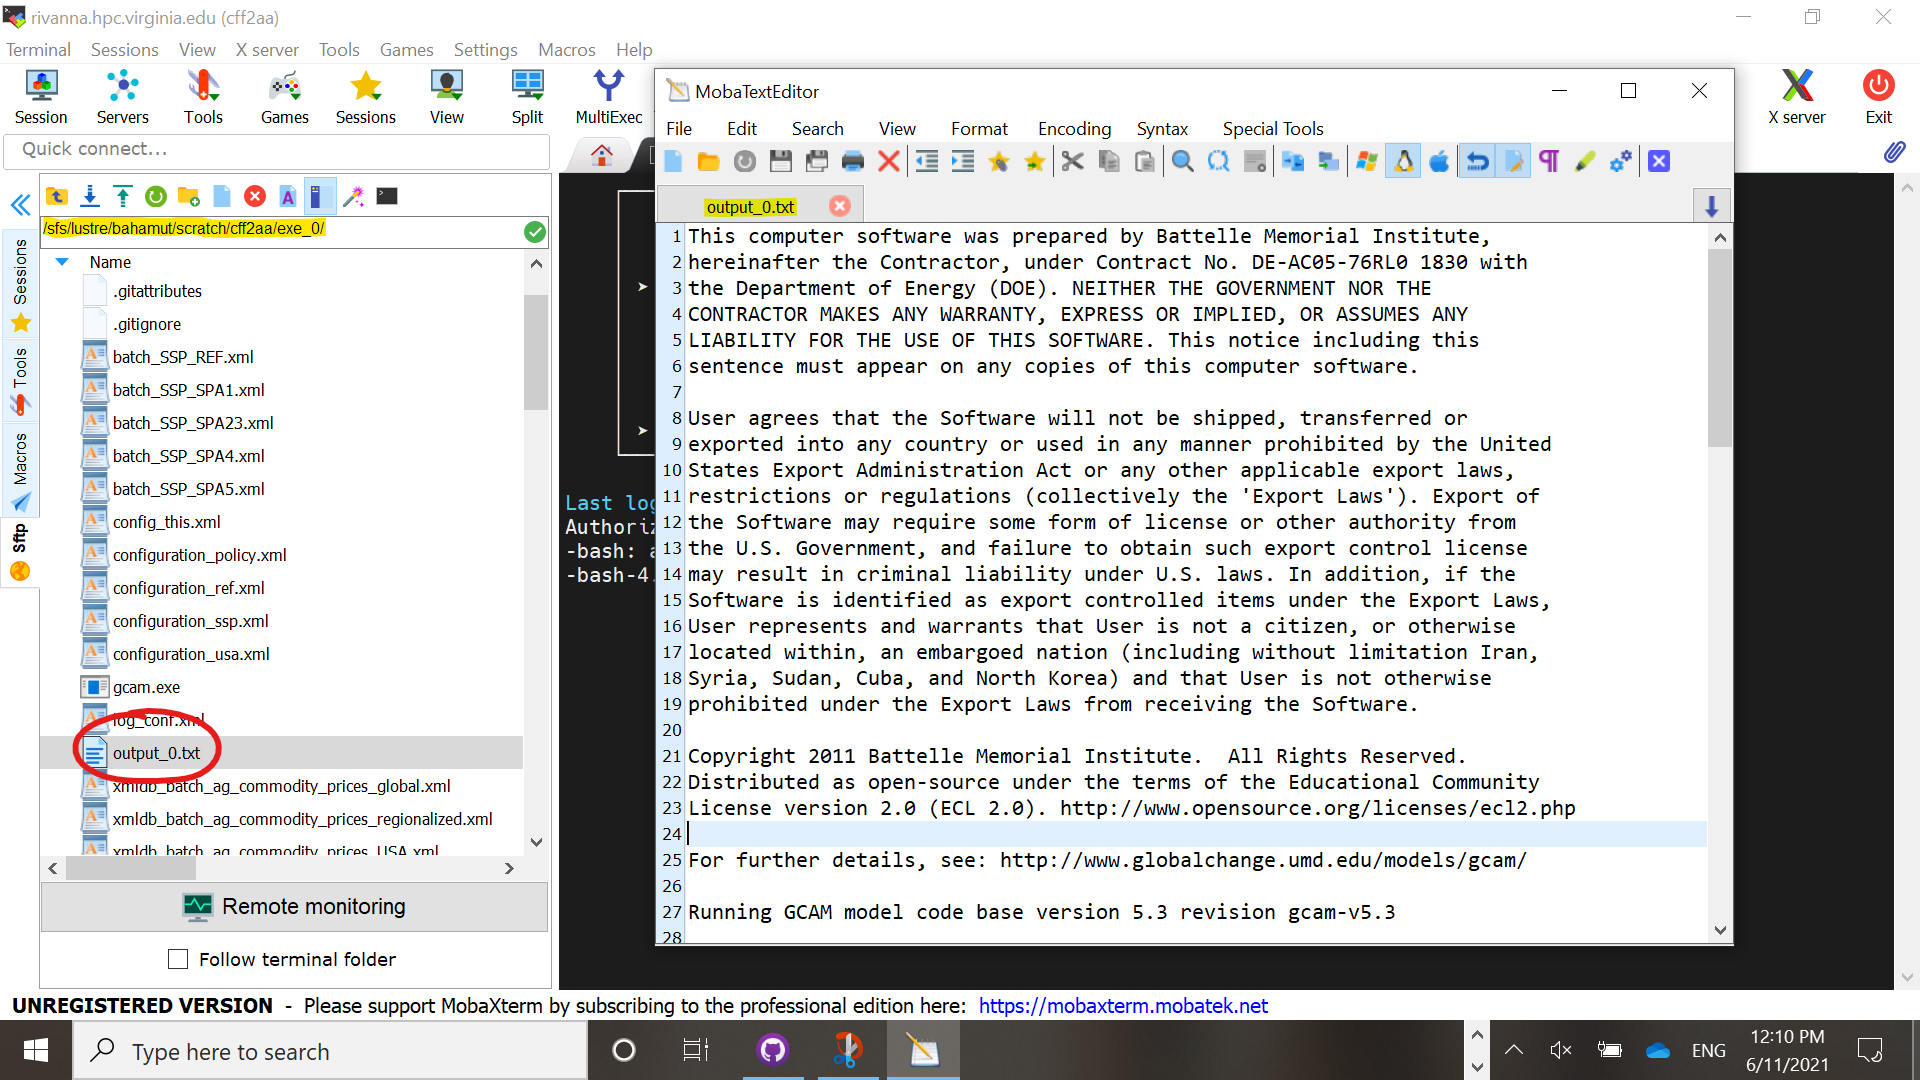 rivanna.hpc.virginia.edu (cff2aa)
Terminal Sessions View X server Tools Games Settings Macros Help
Session Servers Tools Games Sessions View Split MultiExec
X server Exit
Quick connect...
/sfs/lustre/bahamut/scratch/cff2aa/exe_0/
Sessions
Tools
Macros
Sftp
Name
.gitattributes
.gitignore
batch_SSP_REF.xml
batch_SSP_SPA1.xml
batch_SSP_SPA23.xml
batch_SSP_SPA4.xml
batch_SSP_SPA5.xml
config_this.xml
configuration_policy.xml
configuration_ref.xml
configuration_ssp.xml
configuration_usa.xml
gcam.exe
log_conf.xml
output_0.txt
xmldb_batch_ag_commodity_prices_global.xml
xmldb_batch_ag_commodity_prices_regionalized.xml
xmldb_batch_ag_commodity_prices_USA.xml
Remote monitoring
Follow terminal folder
Last log
Authoriz
-bash: a
-bash-4.
MobaTextEditor
File Edit Search View Format Encoding Syntax Special Tools
output_0.txt
1 This computer software was prepared by Battelle Memorial Institute,
2 hereinafter the Contractor, under Contract No. DE-AC05-76RL0 1830 with
3 the Department of Energy (DOE). NEITHER THE GOVERNMENT NOR THE
4 CONTRACTOR MAKES ANY WARRANTY, EXPRESS OR IMPLIED, OR ASSUMES ANY
5 LIABILITY FOR THE USE OF THIS SOFTWARE. This notice including this
6 sentence must appear on any copies of this computer software.
7
8 User agrees that the Software will not be shipped, transferred or
9 exported into any country or used in any manner prohibited by the United
10 States Export Administration Act or any other applicable export laws,
11 restrictions or regulations (collectively the 'Export Laws'). Export of
12 the Software may require some form of license or other authority from
13 the U.S. Government, and failure to obtain such export control license
14 may result in criminal liability under U.S. laws. In addition, if the
15 Software is identified as export controlled items under the Export Laws,
16 User represents and warrants that User is not a citizen, or otherwise
17 located within, an embargoed nation (including without limitation Iran,
18 Syria, Sudan, Cuba, and North Korea) and that User is not otherwise
19 prohibited under the Export Laws from receiving the Software.
20
21 Copyright 2011 Battelle Memorial Institute.  All Rights Reserved.
22 Distributed as open-source under the terms of the Educational Community
23 License version 2.0 (ECL 2.0). http://www.opensource.org/licenses/ecl2.php
24
25 For further details, see: http://www.globalchange.umd.edu/models/gcam/
26
27 Running GCAM model code base version 5.3 revision gcam-v5.3
28
UNREGISTERED VERSION - Please support MobaXterm by subscribing to the professional edition here: https://mobaxterm.mobatek.net
Type here to search
ENG
12:10 PM
6/11/2021